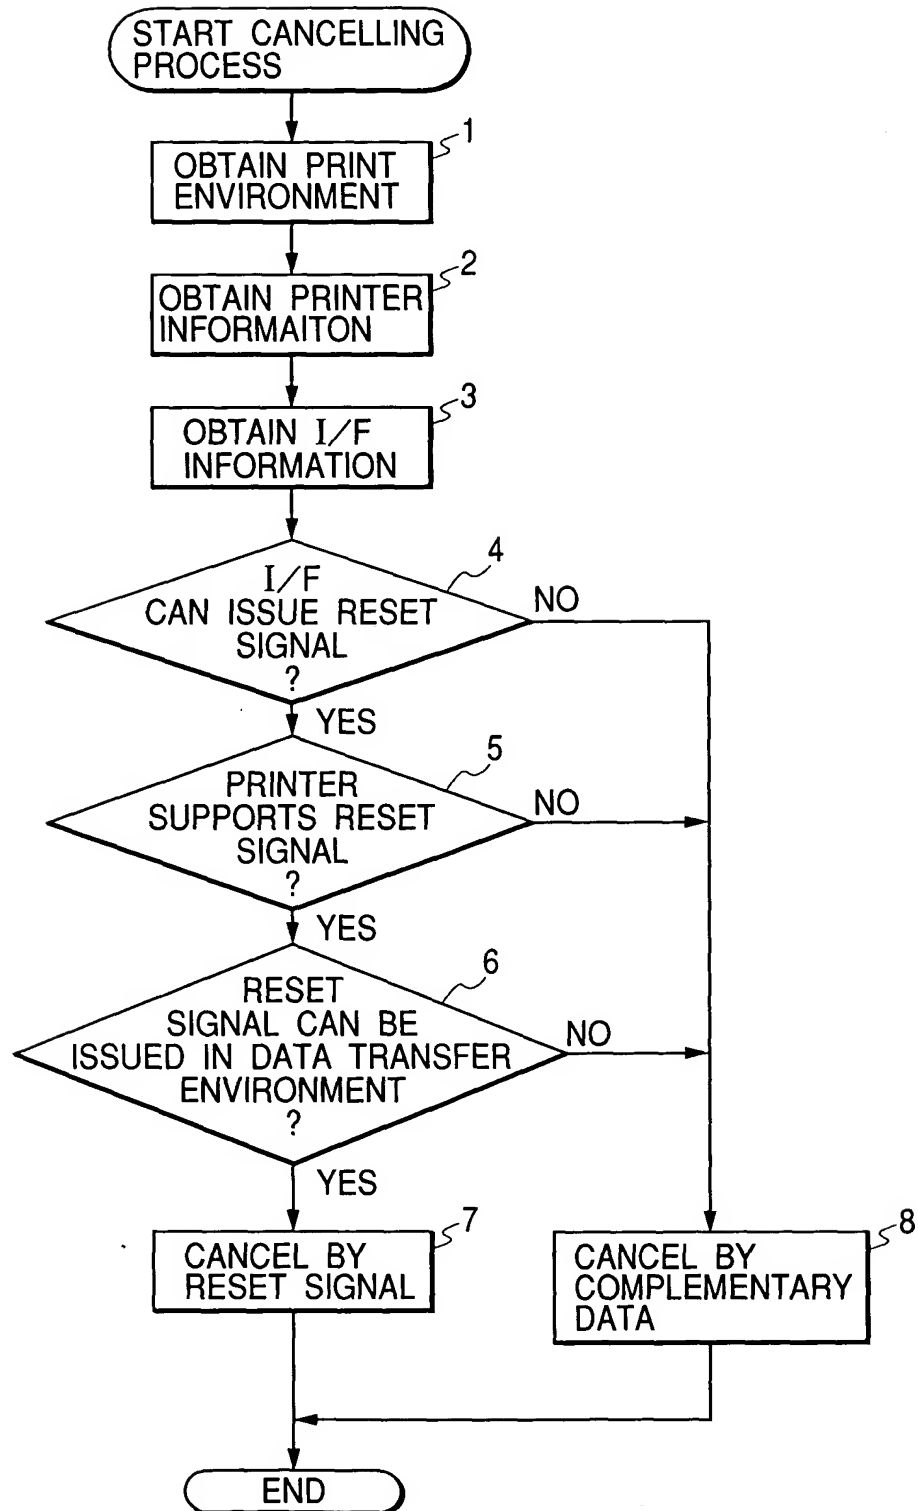 START CANCELLING
PROCESS
1
OBTAIN PRINT
ENVIRONMENT
2
OBTAIN PRINTER
INFORMAITON
3
OBTAIN I/F
INFORMATION
4
I/F
CAN ISSUE RESET
SIGNAL
?
NO
YES
5
PRINTER
SUPPORTS RESET
SIGNAL
?
NO
YES
6
RESET
SIGNAL CAN BE
ISSUED IN DATA TRANSFER
ENVIRONMENT
?
NO
YES
7
CANCEL BY
RESET SIGNAL
8
CANCEL BY
COMPLEMENTARY
DATA
END